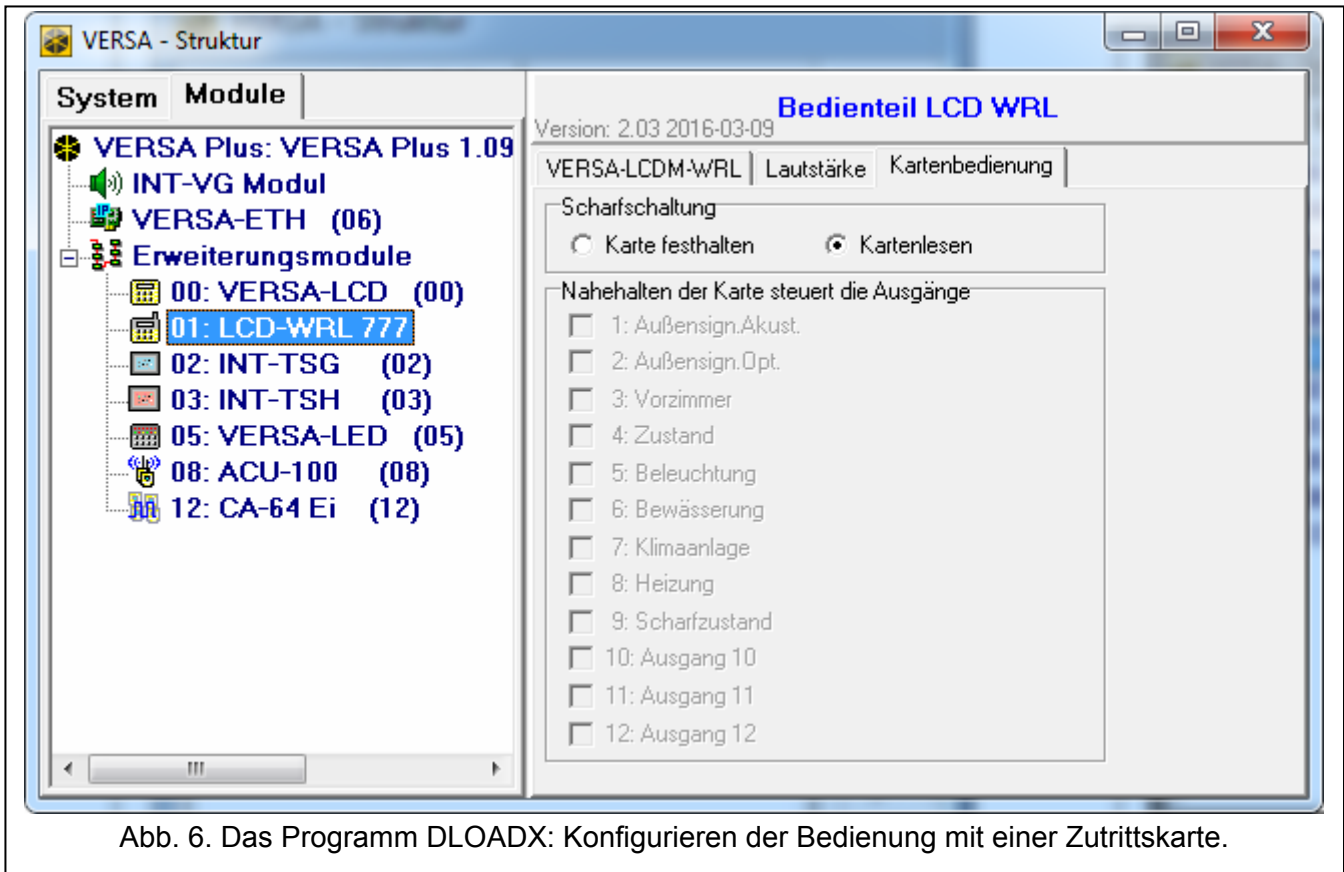 VERSA - Struktur
System Module
VERSA Plus: VERSA Plus 1.09
INT-VG Modul
VERSA-ETH (06)
Erweiterungsmodule
00: VERSA-LCD (00)
01: LCD-WRL 777
02: INT-TSG (02)
03: INT-TSH (03)
05: VERSA-LED (05)
08: ACU-100 (08)
12: CA-64 Ei (12)
Bedienteil LCD WRL
Version: 2.03 2016-03-09
VERSA-LCDM-WRL Lautstärke Kartenbedienung
Scharfschaltung
Karte festhalten Kartenlesen
Nahehalten der Karte steuert die Ausgänge
1: Außensign.Akust.
2: Außensign.Opt.
3: Vorzimmer
4: Zustand
5: Beleuchtung
6: Bewässerung
7: Klimaanlage
8: Heizung
9: Scharfzustand
10: Ausgang 10
11: Ausgang 11
12: Ausgang 12
Abb. 6. Das Programm DLOADX: Konfigurieren der Bedienung mit einer Zutrittskarte.